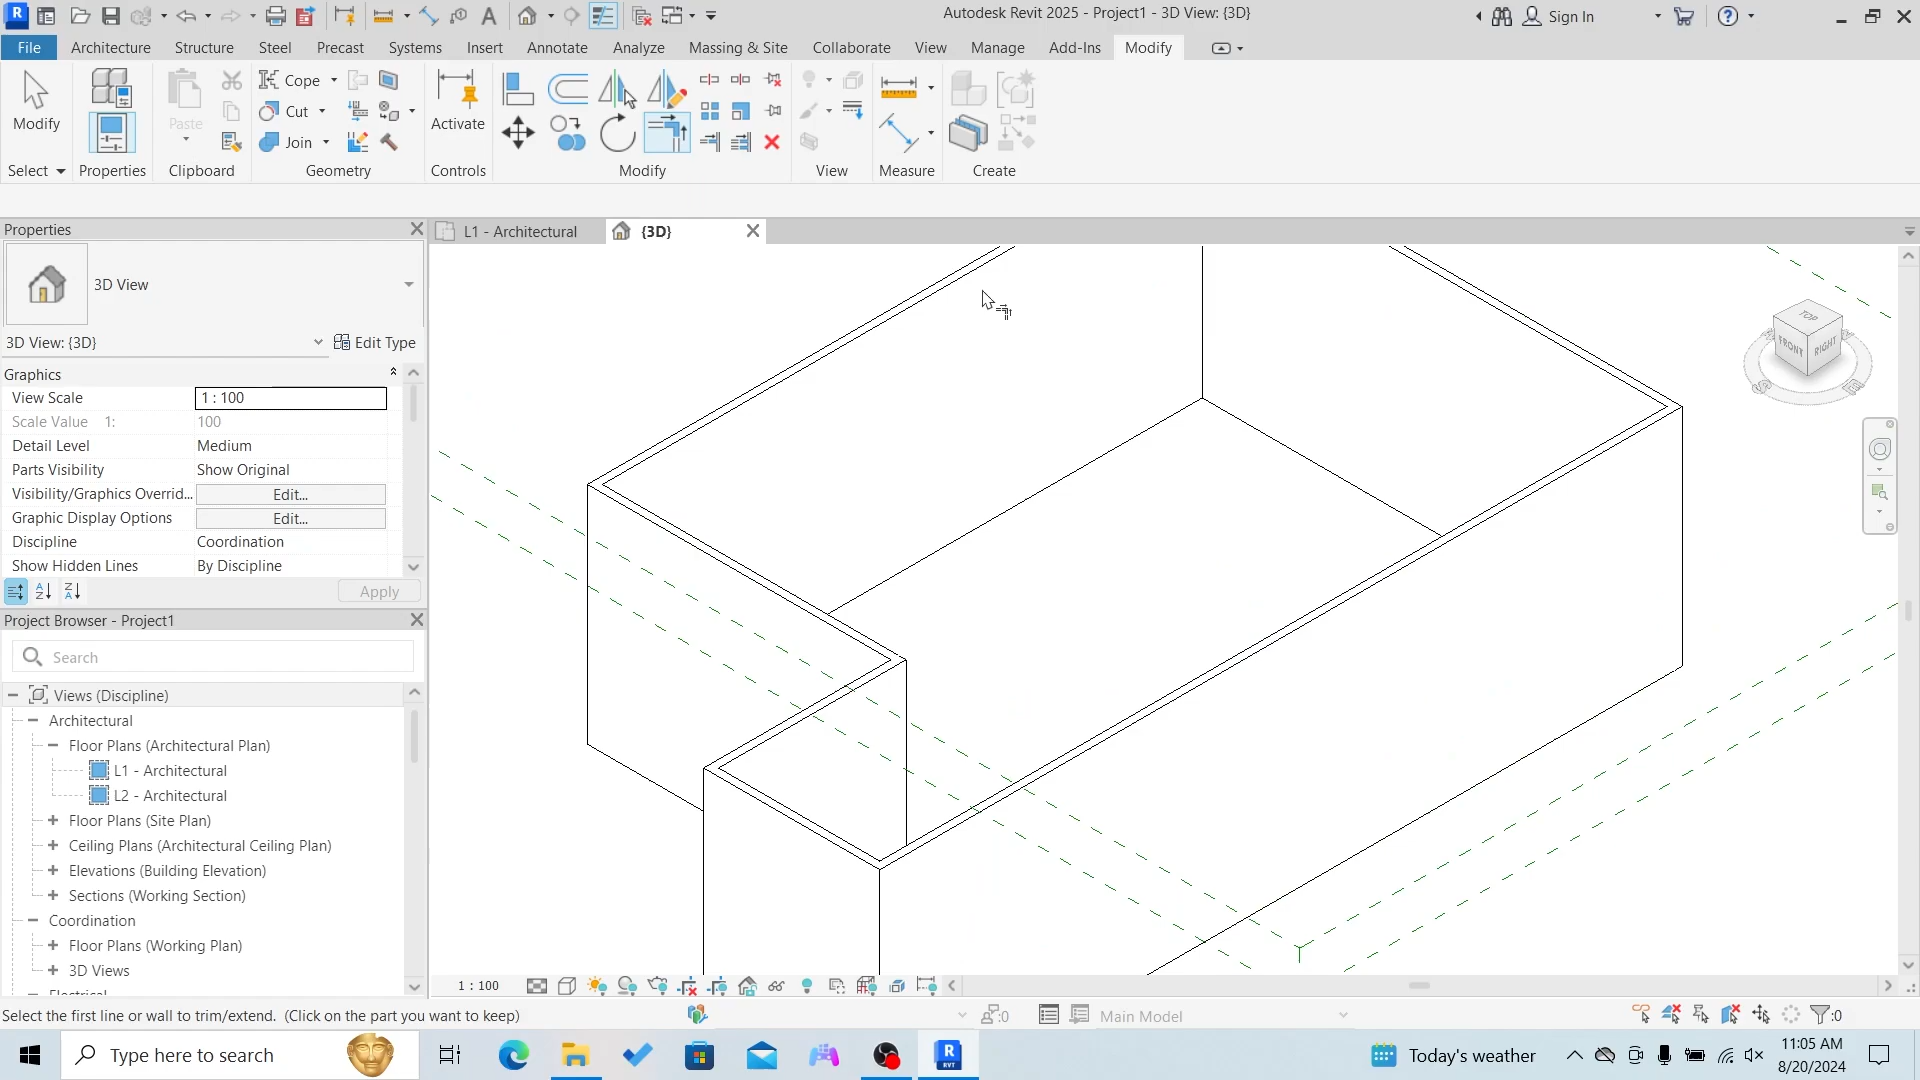 Autodesk Revit 2025 - Project1 - 3D View: {3D}
Sign In
File
Architecture
Structure
Steel
Precast
Systems
Insert
Annotate
Analyze
Massing & Site
Collaborate
View
Manage
Add-Ins
Modify
Modify
Paste
Cope
Cut
Join
Activate
Select
Properties
Clipboard
Geometry
Controls
Modify
View
Measure
Create
Properties
L1 - Architectural
{3D}
3D View
3D View: {3D}
Edit Type
Graphics
View Scale
1 : 100
Scale Value 1:
100
Detail Level
Medium
Parts Visibility
Show Original
Visibility/Graphics Overrid...
Edit...
Graphic Display Options
Edit...
Discipline
Coordination
Show Hidden Lines
By Discipline
Apply
TOP
FRONT
RIGHT
S
E
Project Browser - Project1
Search
Views (Discipline)
Architectural
Floor Plans (Architectural Plan)
L1 - Architectural
L2 - Architectural
Floor Plans (Site Plan)
Ceiling Plans (Architectural Ceiling Plan)
Elevations (Building Elevation)
Sections (Working Section)
Coordination
Floor Plans (Working Plan)
3D Views
Electrical
1 : 100
Select the first line or wall to trim/extend. (Click on the part you want to keep)
:0
Main Model
:0
Type here to search
Today's weather
11:05 AM
8/20/2024